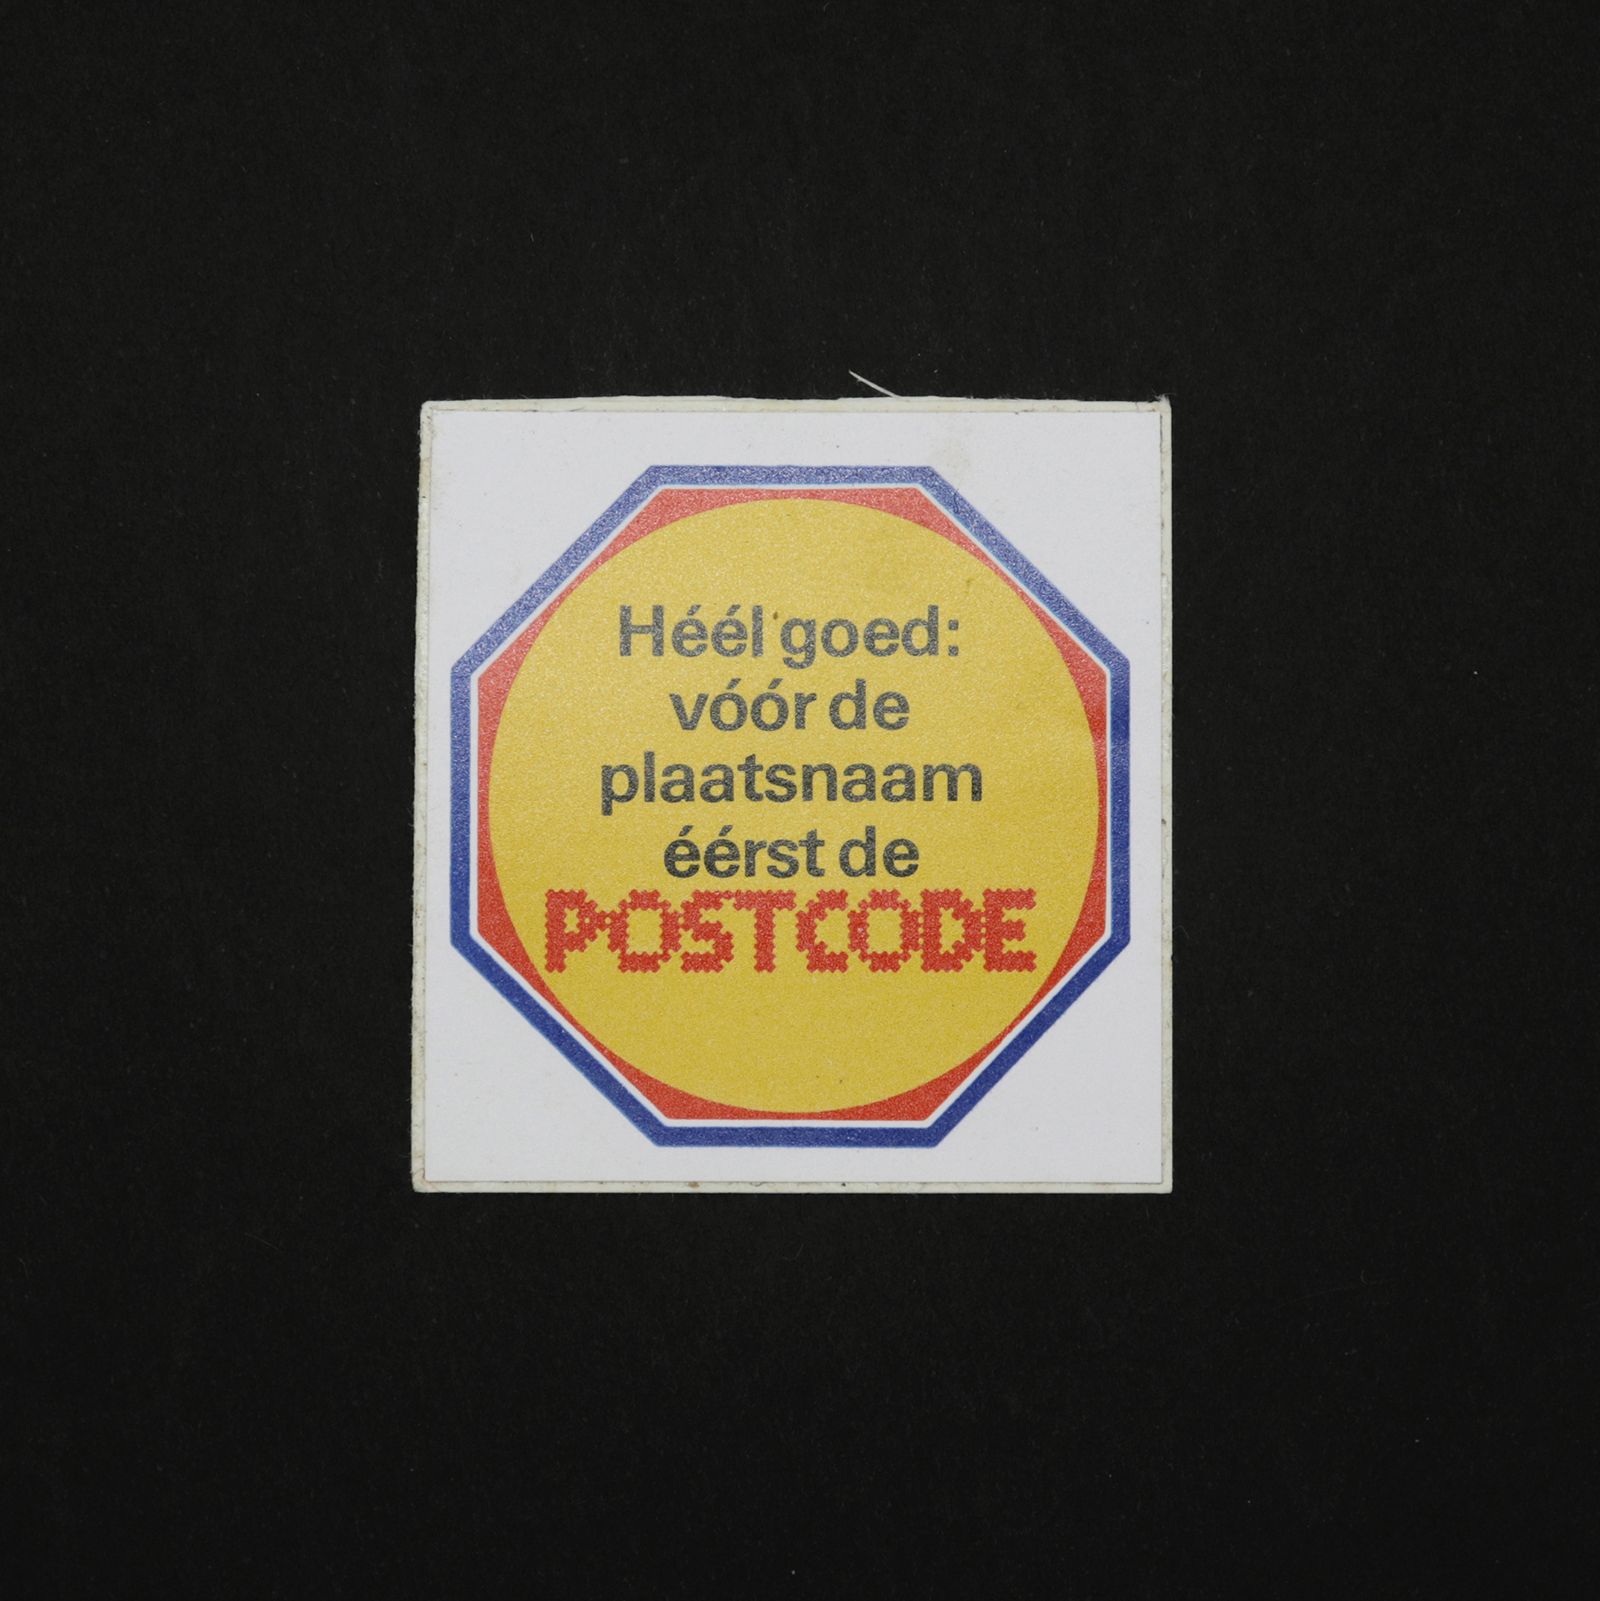 Héél goed:
vóór de
plaatsnaam
éérst de
POSTCODE